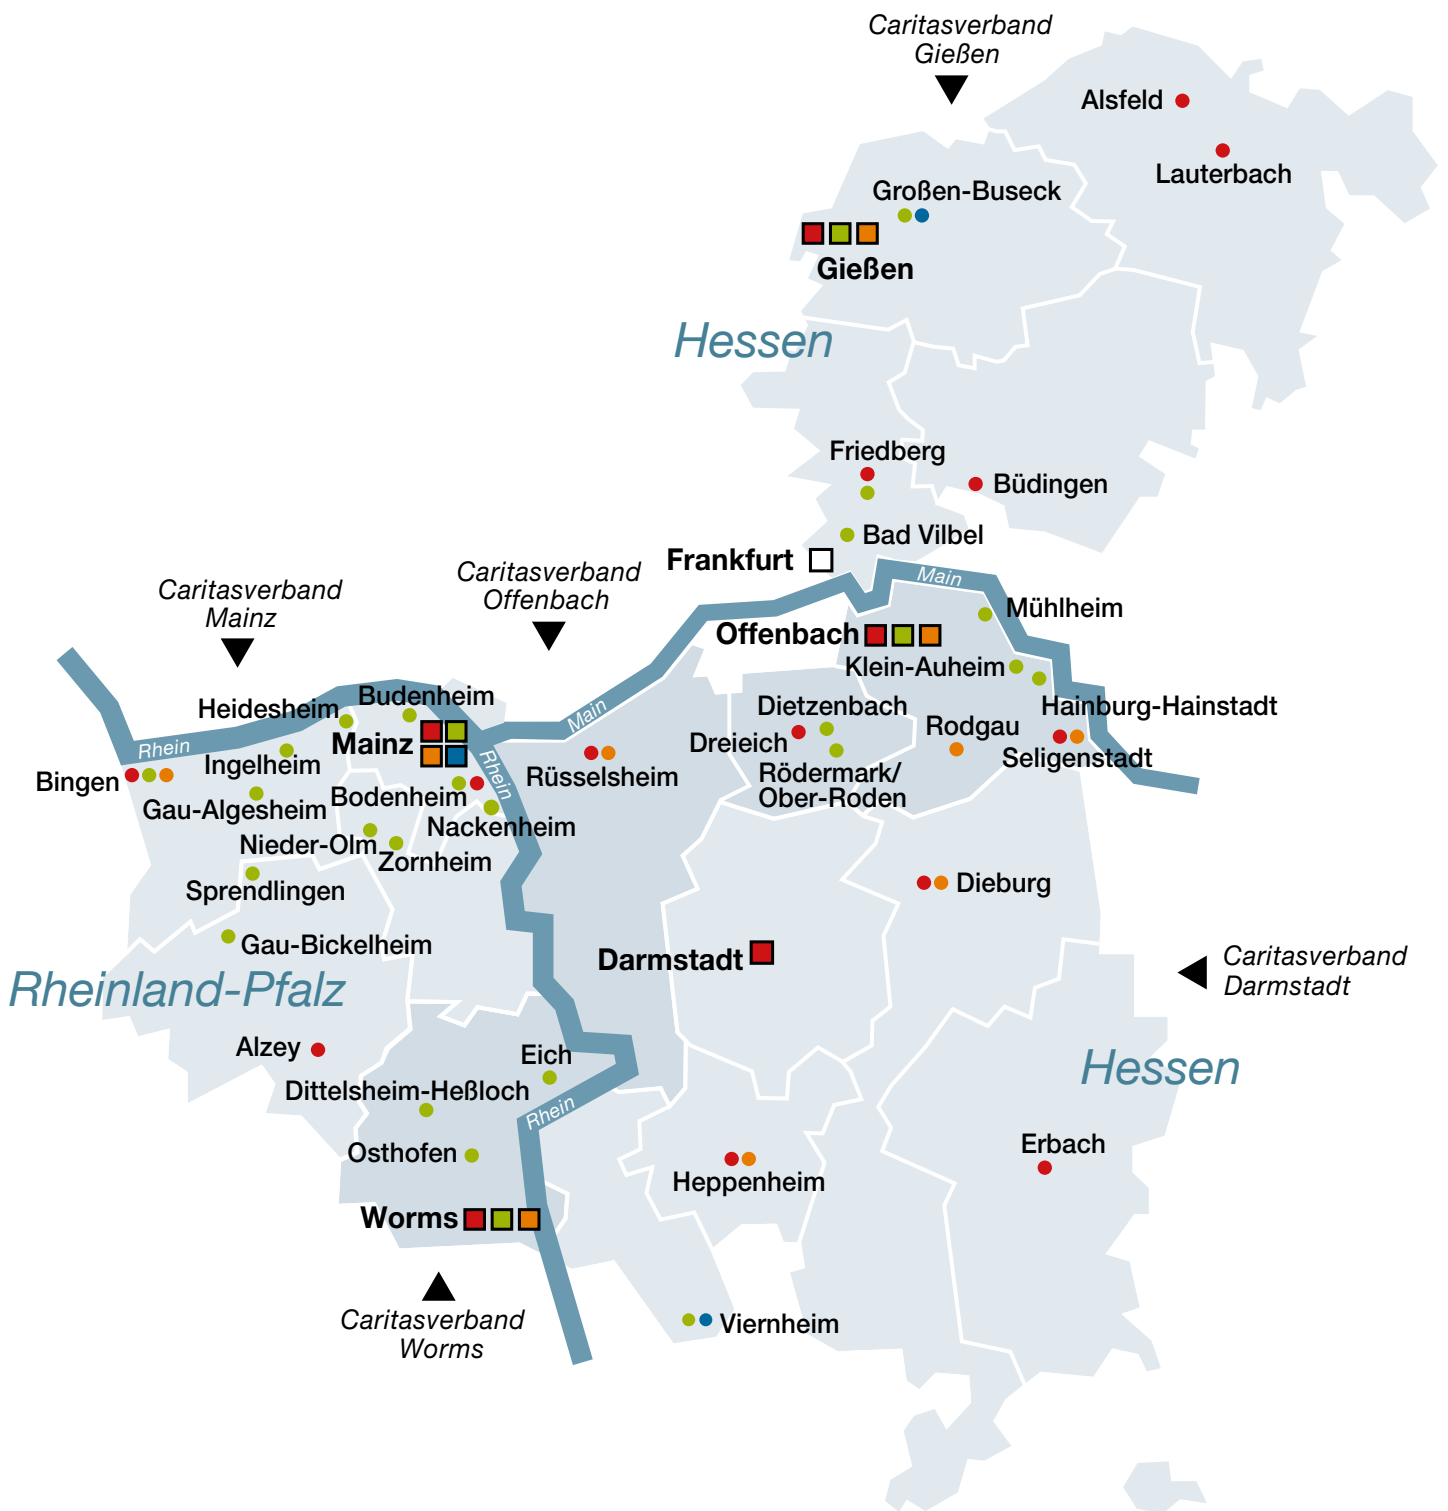 Caritasverband
Gießen
Alsfeld
Lauterbach
Großen-Buseck
Gießen
Hessen
Friedberg
Büdingen
Bad Vilbel
Frankfurt
Main
Caritasverband
Mainz
Caritasverband
Offenbach
Mühlheim
Offenbach
Klein-Auheim
Hainburg-Hainstadt
Seligenstadt
Dietzenbach
Dreieich
Rödermark/
Ober-Roden
Rodgau
Main
Rüsselsheim
Budenheim
Heidesheim
Mainz
Rhein
Rhein
Bingen
Ingelheim
Gau-Algesheim
Bodenheim
Nackenheim
Nieder-Olm
Zornheim
Sprendlingen
Gau-Bickelheim
Rheinland-Pfalz
Dieburg
Darmstadt
Caritasverband
Darmstadt
Hessen
Alzey
Eich
Dittelsheim-Heßloch
Rhein
Osthofen
Erbach
Heppenheim
Worms
Caritasverband
Worms
Viernheim